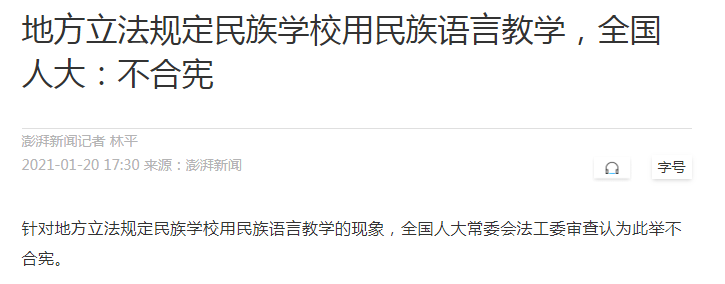 地方立法规定民族学校用民族语言教学，全国
人大：不合宪
澎湃新闻记者 林平
2021-01-20 17:30 来源：澎湃新闻
字号
针对地方立法规定民族学校用民族语言教学的现象，全国人大常委会法工委审查认为此举不
合宪。